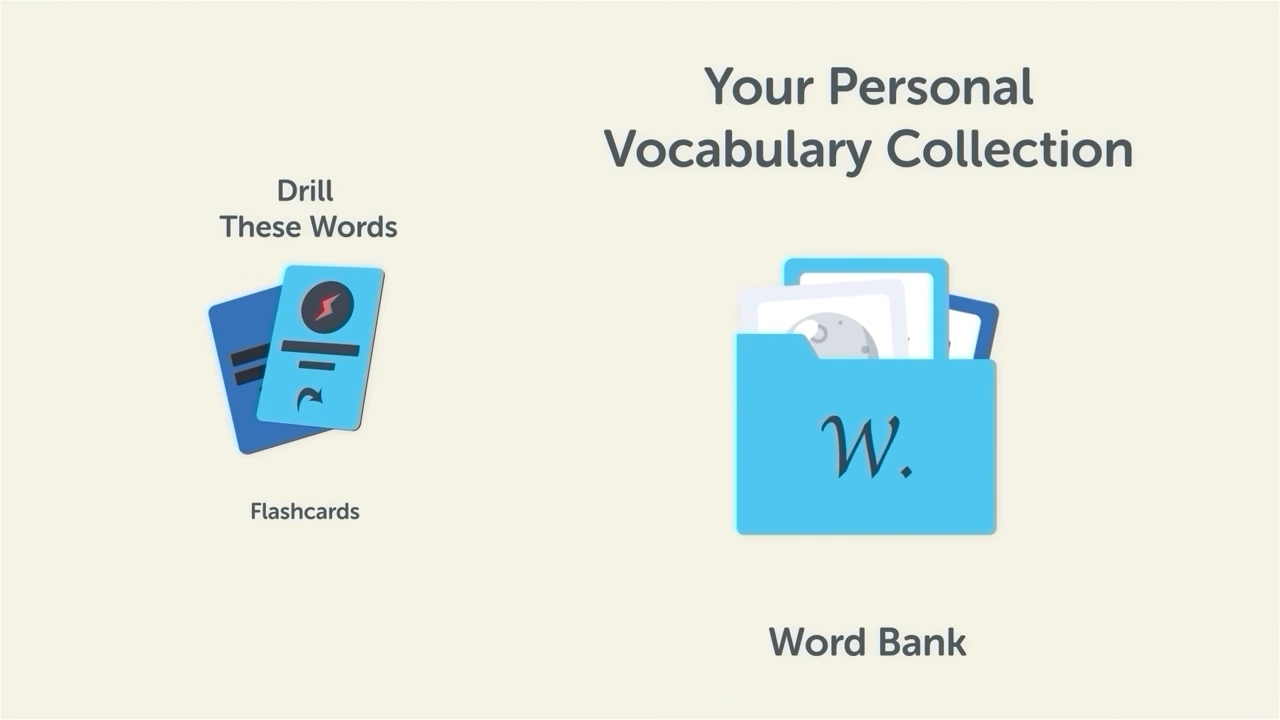 Drill
These Words
Flashcards
Your Personal
Vocabulary Collection
W.
Word Bank